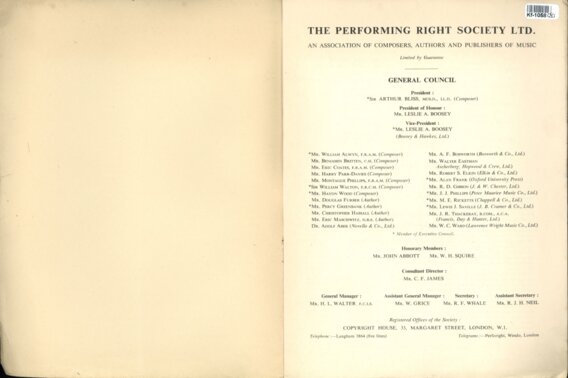 Kf-1068(2)
THE PERFORMING RIGHT SOCIETY LTD.
AN ASSOCIATION OF COMPOSERS, AUTHORS AND PUBLISHERS OF MUSIC
Limited by Guarantee
GENERAL COUNCIL
President :
*Sir ARTHUR BLISS, MUS.D., LL.D. (Composer)
President of Honour :
Mr. LESLIE A. BOOSEY
Vice-President :
*Mr. LESLIE A. BOOSEY
(Boosey & Hawkes, Ltd.)
*Mr. William Alwyn, F.R.A.M. (Composer)
Mr. Benjamin Britten, C.H. (Composer)
Mr. Eric Coates, F.R.A.M. (Composer)
Mr. Harry Parr-Davies (Composer)
Mr. Montague Phillips, F.R.A.M. (Composer)
*Sir William Walton, F.R.C.M. (Composer)
*Mr. Haydn Wood (Composer)
Mr. Douglas Furber (Author)
*Mr. Percy Greenbank (Author)
Mr. Christopher Hassall (Author)
Mr. Eric Maschwitz, O.B.E. (Author)
Dr. Adolf Aber (Novello & Co., Ltd.)
Mr. A. F. Bosworth (Bosworth & Co., Ltd.)
Mr. Walter Eastman
Ascherberg, Hopwood & Crew, Ltd.)
Mr. Robert S. Elkin (Elkin & Co., Ltd.)
*Mr. Alan Frank (Oxford University Press)
Mr. R. D. Gibson (J. & W. Chester, Ltd.)
*Mr. J. J. Phillips (Peter Maurice Music Co., Ltd.)
*Mr. M. E. Ricketts (Chappell & Co., Ltd.)
*Mr. Lewis J. Saville (J. B. Cramer & Co., Ltd.)
Mr. J. R. Thackeray, B.COM., A.C.A.
(Francis, Day & Hunter, Ltd.)
Mr. W. C. Ward (Lawrence Wright Music Co., Ltd.)
* Member of Executive Council.
Honorary Members :
Mr. JOHN ABBOTT Mr. W. H. SQUIRE
Consultant Director :
Mr. C. F. JAMES
General Manager : Assistant General Manager : Secretary : Assistant Secretary :
Mr. H. L. WALTER F.C.I.S. Mr. W. GRICE Mr. R. F. WHALE Mr. R. J. H. NEIL
Registered Offices of the Society :
COPYRIGHT HOUSE, 33, MARGARET STREET, LONDON, W.1.
Telephone :—Langham 3864 (five lines) Telegrams :— Perforight, Wesdo, London